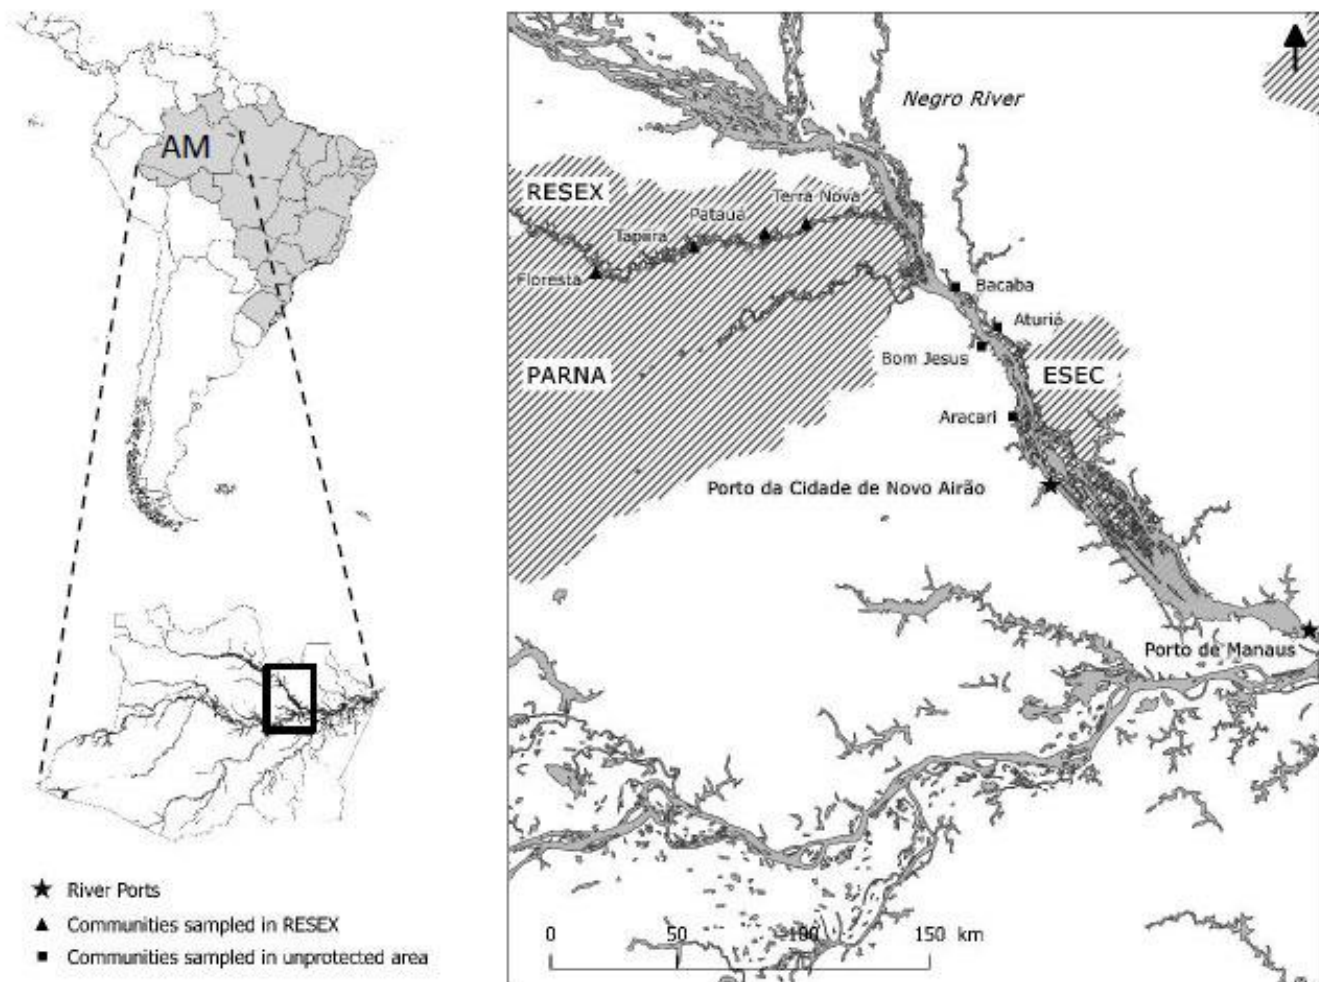 AM
Negro River
RESEX
Terra Nova
Patauá
Tapera
Floresta
Bacaba
Aturiá
Bom Jesus
PARNA
ESEC
Aracari
Porto da Cidade de Novo Airão
Porto de Manaus
River Ports
Communities sampled in RESEX
Communities sampled in unprotected area
0 50 100 150 km